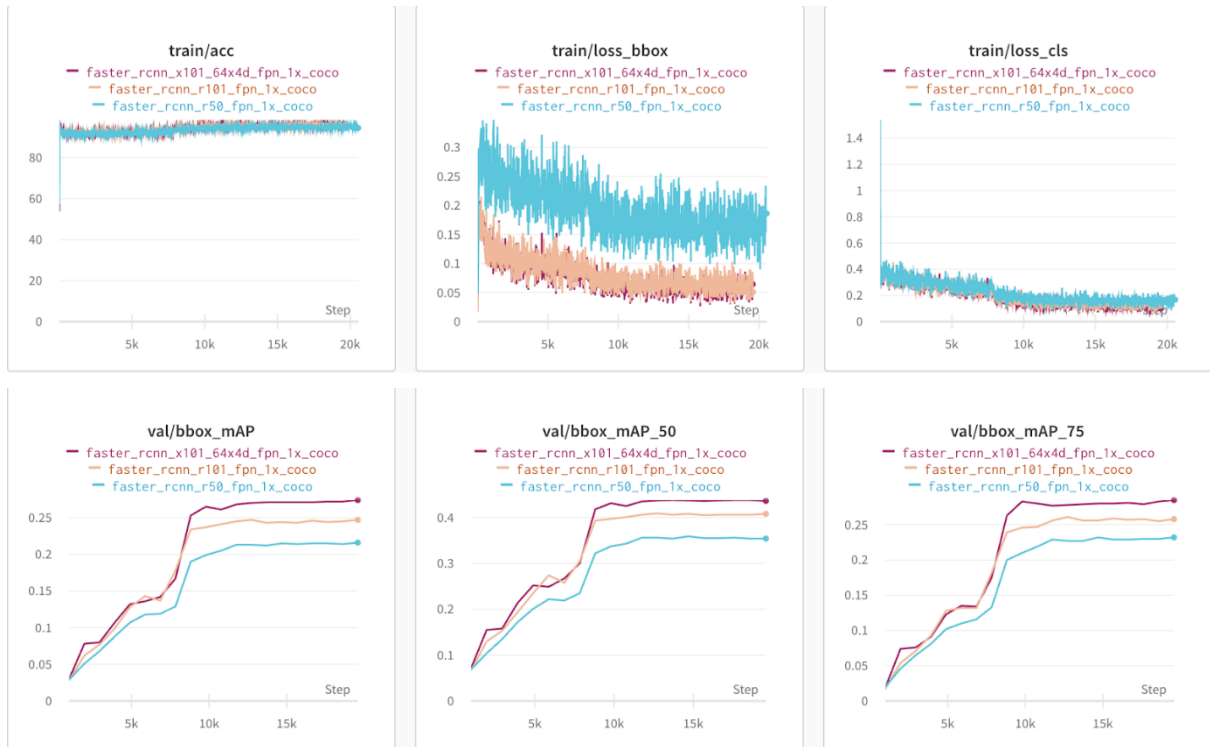 train/acc
faster_rcnn_x101_64x4d_fpn_1x_coco
faster_rcnn_r101_fpn_1x_coco
faster_rcnn_r50_fpn_1x_coco
80
60
40
20
0
Step
5k 10k 15k 20k
train/loss_bbox
faster_rcnn_x101_64x4d_fpn_1x_coco
faster_rcnn_r101_fpn_1x_coco
faster_rcnn_r50_fpn_1x_coco
0.3
0.25
0.2
0.15
0.1
0.05
0
Step
5k 10k 15k 20k
train/loss_cls
faster_rcnn_x101_64x4d_fpn_1x_coco
faster_rcnn_r101_fpn_1x_coco
faster_rcnn_r50_fpn_1x_coco
1.4
1.2
1
0.8
0.6
0.4
0.2
0
Step
5k 10k 15k 20k
val/bbox_mAP
faster_rcnn_x101_64x4d_fpn_1x_coco
faster_rcnn_r101_fpn_1x_coco
faster_rcnn_r50_fpn_1x_coco
0.25
0.2
0.15
0.1
0.05
0
Step
5k 10k 15k
val/bbox_mAP_50
faster_rcnn_x101_64x4d_fpn_1x_coco
faster_rcnn_r101_fpn_1x_coco
faster_rcnn_r50_fpn_1x_coco
0.4
0.3
0.2
0.1
0
Step
5k 10k 15k
val/bbox_mAP_75
faster_rcnn_x101_64x4d_fpn_1x_coco
faster_rcnn_r101_fpn_1x_coco
faster_rcnn_r50_fpn_1x_coco
0.25
0.2
0.15
0.1
0.05
0
Step
5k 10k 15k